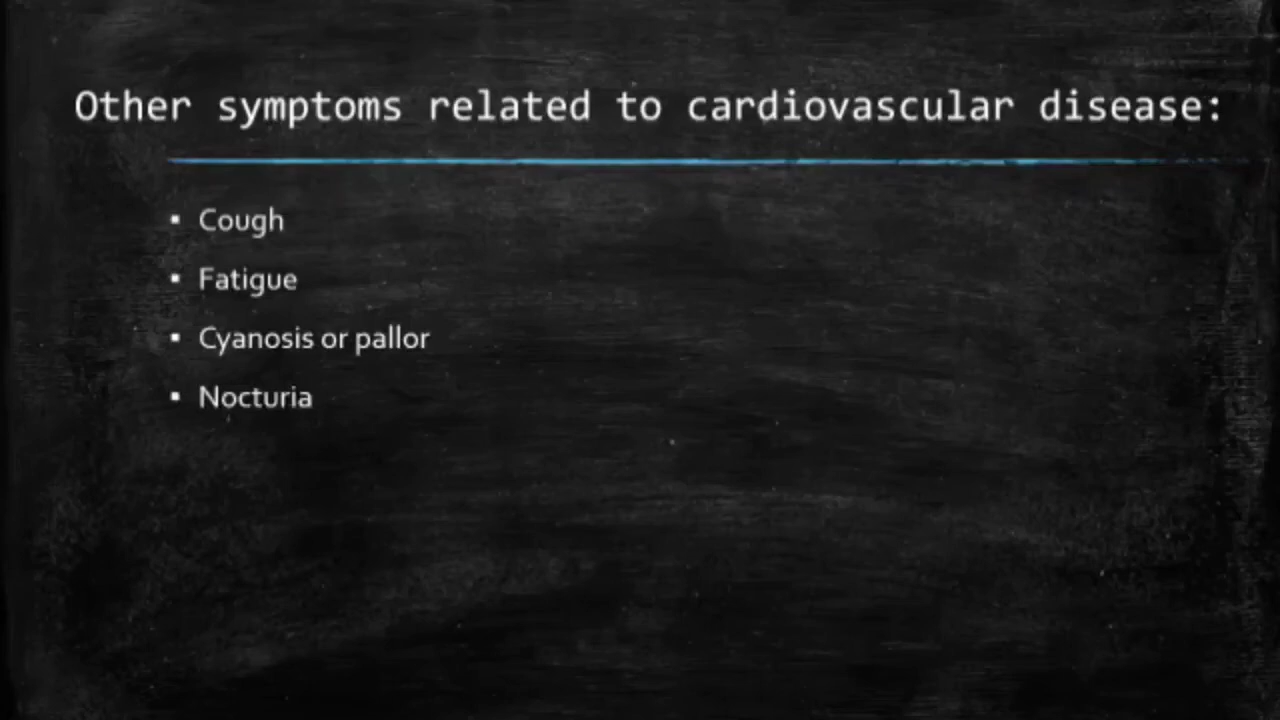 Other symptoms related to cardiovascular disease:
▪ Cough
▪ Fatigue
▪ Cyanosis or pallor
▪ Nocturia